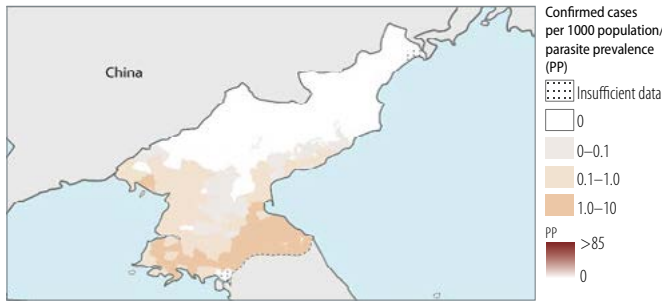 China
Confirmed cases
per 1000 population/
parasite prevalence
(PP)
Insufficient data
0
0–0.1
0.1–1.0
1.0–10
PP
>85
0